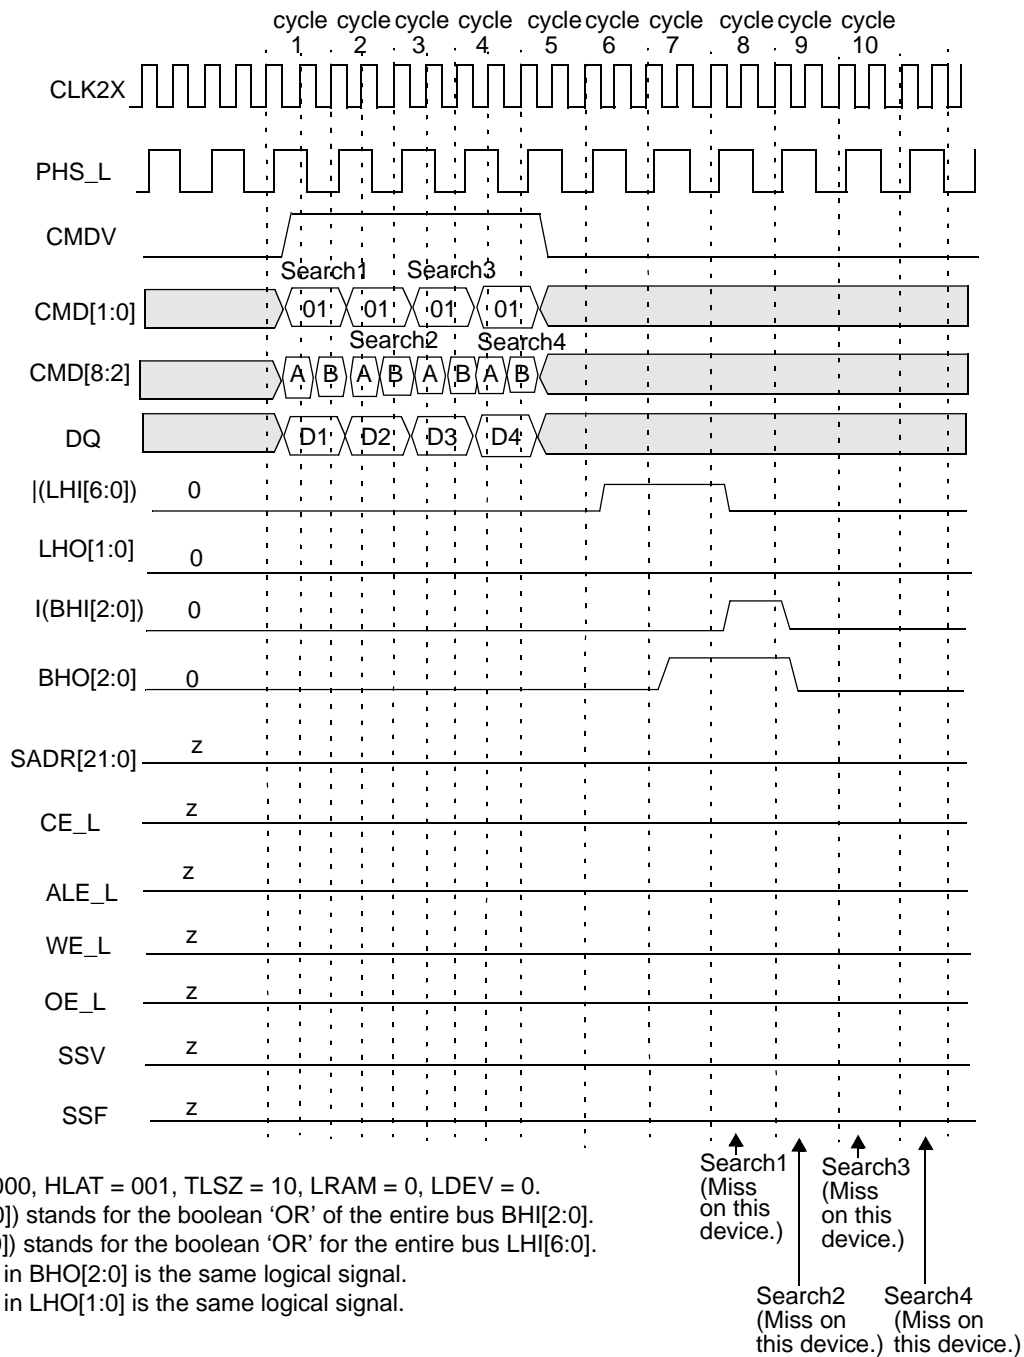 cycle cycle cycle cycle cycle cycle cycle cycle cycle cycle
1 2 3 4 5 6 7 8 9 10
CLK2X
PHS_L
CMDV
Search1 Search3
CMD[1:0] 01 01 01 01
Search2 Search4
CMD[8:2] A B A B A B A B
DQ D1 D2 D3 D4
|(LHI[6:0]) 0
LHO[1:0] 0
I(BHI[2:0]) 0
BHO[2:0] 0
SADR[21:0] z
CE_L z
ALE_L z
WE_L z
OE_L z
SSV z
SSF z
Search1
(Miss
on this
device.)
Search3
(Miss
on this
device.)
Search2
(Miss on
this device.)
Search4
(Miss on
this device.)
00, HLAT = 001, TLSZ = 10, LRAM = 0, LDEV = 0.
]) stands for the boolean ‘OR’ of the entire bus BHI[2:0].
]) stands for the boolean ‘OR’ for the entire bus LHI[6:0].
in BHO[2:0] is the same logical signal.
in LHO[1:0] is the same logical signal.